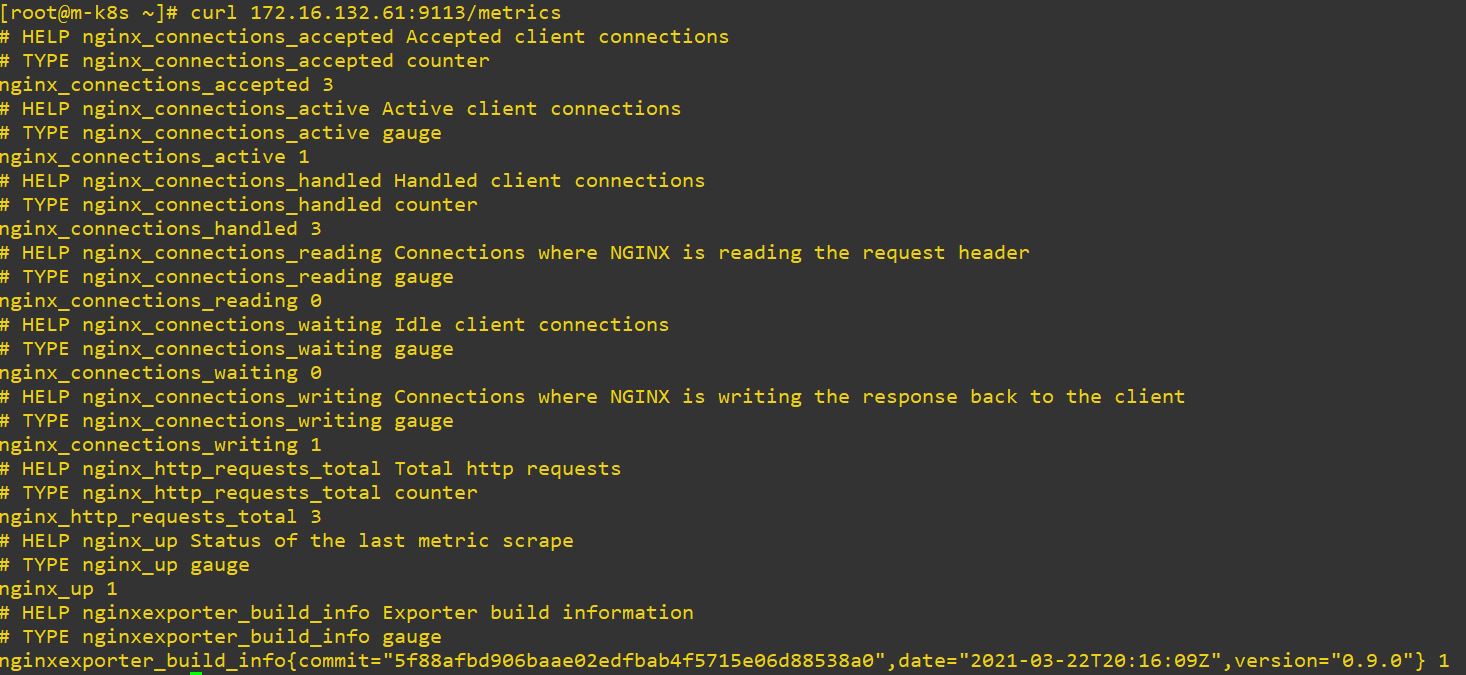 [root@m-k8s ~]# curl 172.16.132.61:9113/metrics
# HELP nginx_connections_accepted Accepted client connections
# TYPE nginx_connections_accepted counter
nginx_connections_accepted 3
# HELP nginx_connections_active Active client connections
# TYPE nginx_connections_active gauge
nginx_connections_active 1
# HELP nginx_connections_handled Handled client connections
# TYPE nginx_connections_handled counter
nginx_connections_handled 3
# HELP nginx_connections_reading Connections where NGINX is reading the request header
# TYPE nginx_connections_reading gauge
nginx_connections_reading 0
# HELP nginx_connections_waiting Idle client connections
# TYPE nginx_connections_waiting gauge
nginx_connections_waiting 0
# HELP nginx_connections_writing Connections where NGINX is writing the response back to the client
# TYPE nginx_connections_writing gauge
nginx_connections_writing 1
# HELP nginx_http_requests_total Total http requests
# TYPE nginx_http_requests_total counter
nginx_http_requests_total 3
# HELP nginx_up Status of the last metric scrape
# TYPE nginx_up gauge
nginx_up 1
# HELP nginxexporter_build_info Exporter build information
# TYPE nginxexporter_build_info gauge
nginxexporter_build_info{commit="5f88afbd906baae02edfbab4f5715e06d88538a0",date="2021-03-22T20:16:09Z",version="0.9.0"} 1